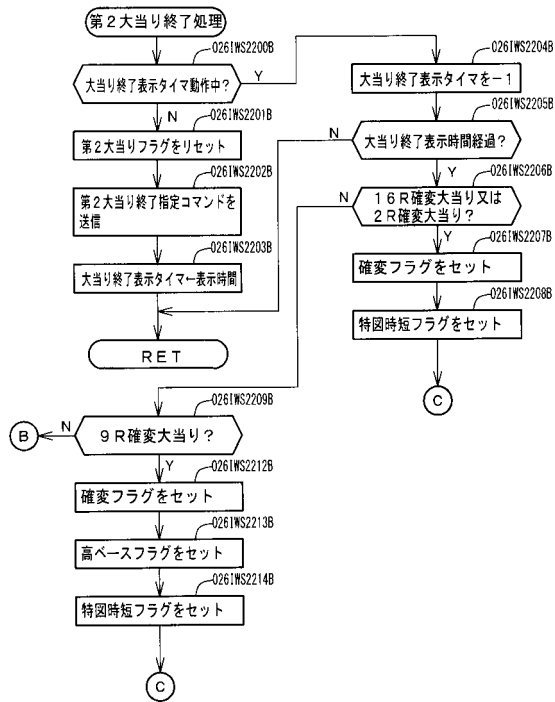 第2大当り終了処理
026IWS2200B
大当り終了表示タイマ動作中?
Y
N
026IWS2201B
第2大当りフラグをリセット
026IWS2202B
第2大当り終了指定コマンドを
送信
026IWS2203B
大当り終了表示タイマ←表示時間
RET
026IWS2204B
大当り終了表示タイマを-1
026IWS2205B
大当り終了表示時間経過?
N
Y
026IWS2206B
16R確変大当り又は
2R確変大当り?
N
Y
026IWS2207B
確変フラグをセット
026IWS2208B
特図時短フラグをセット
C
026IWS2209B
9R確変大当り?
N
B
Y
026IWS2212B
確変フラグをセット
026IWS2213B
高ベースフラグをセット
026IWS2214B
特図時短フラグをセット
C